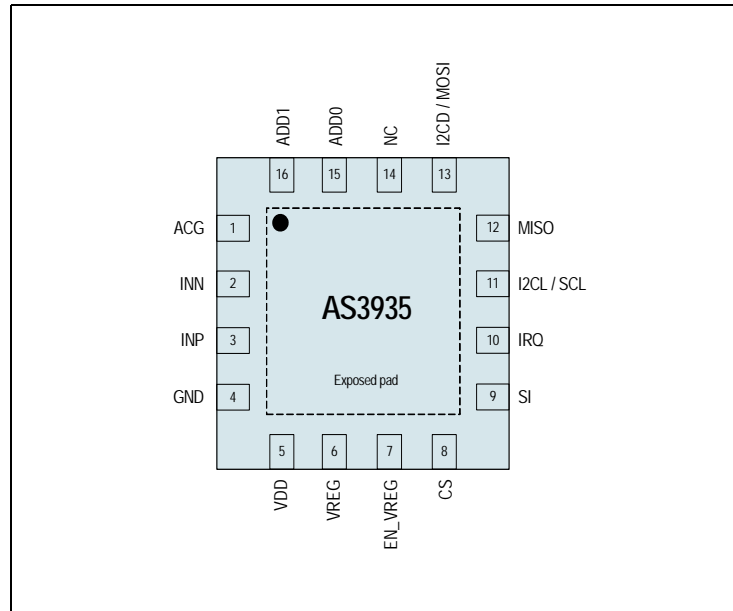 ADD1
ADD0
NC
I2CD / MOSI
16
15
14
13
ACG
1
12
MISO
INN
2
11
I2CL / SCL
AS3935
INP
3
10
IRQ
Exposed pad
GND
4
9
SI
5
6
7
8
VDD
VREG
EN_VREG
CS